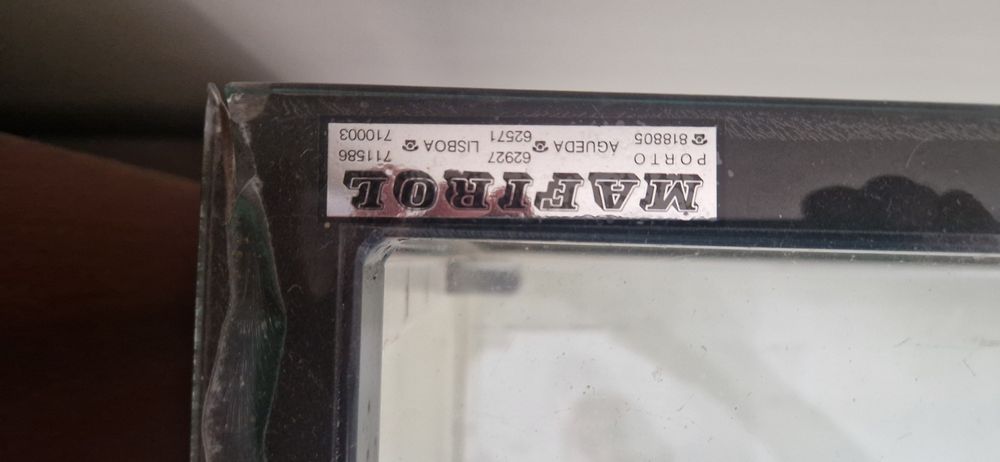 MAFIROL
PORTO ☎ 818805
AGUEDA ☎ 62927 62571
LISBOA ☎ 711586 710003